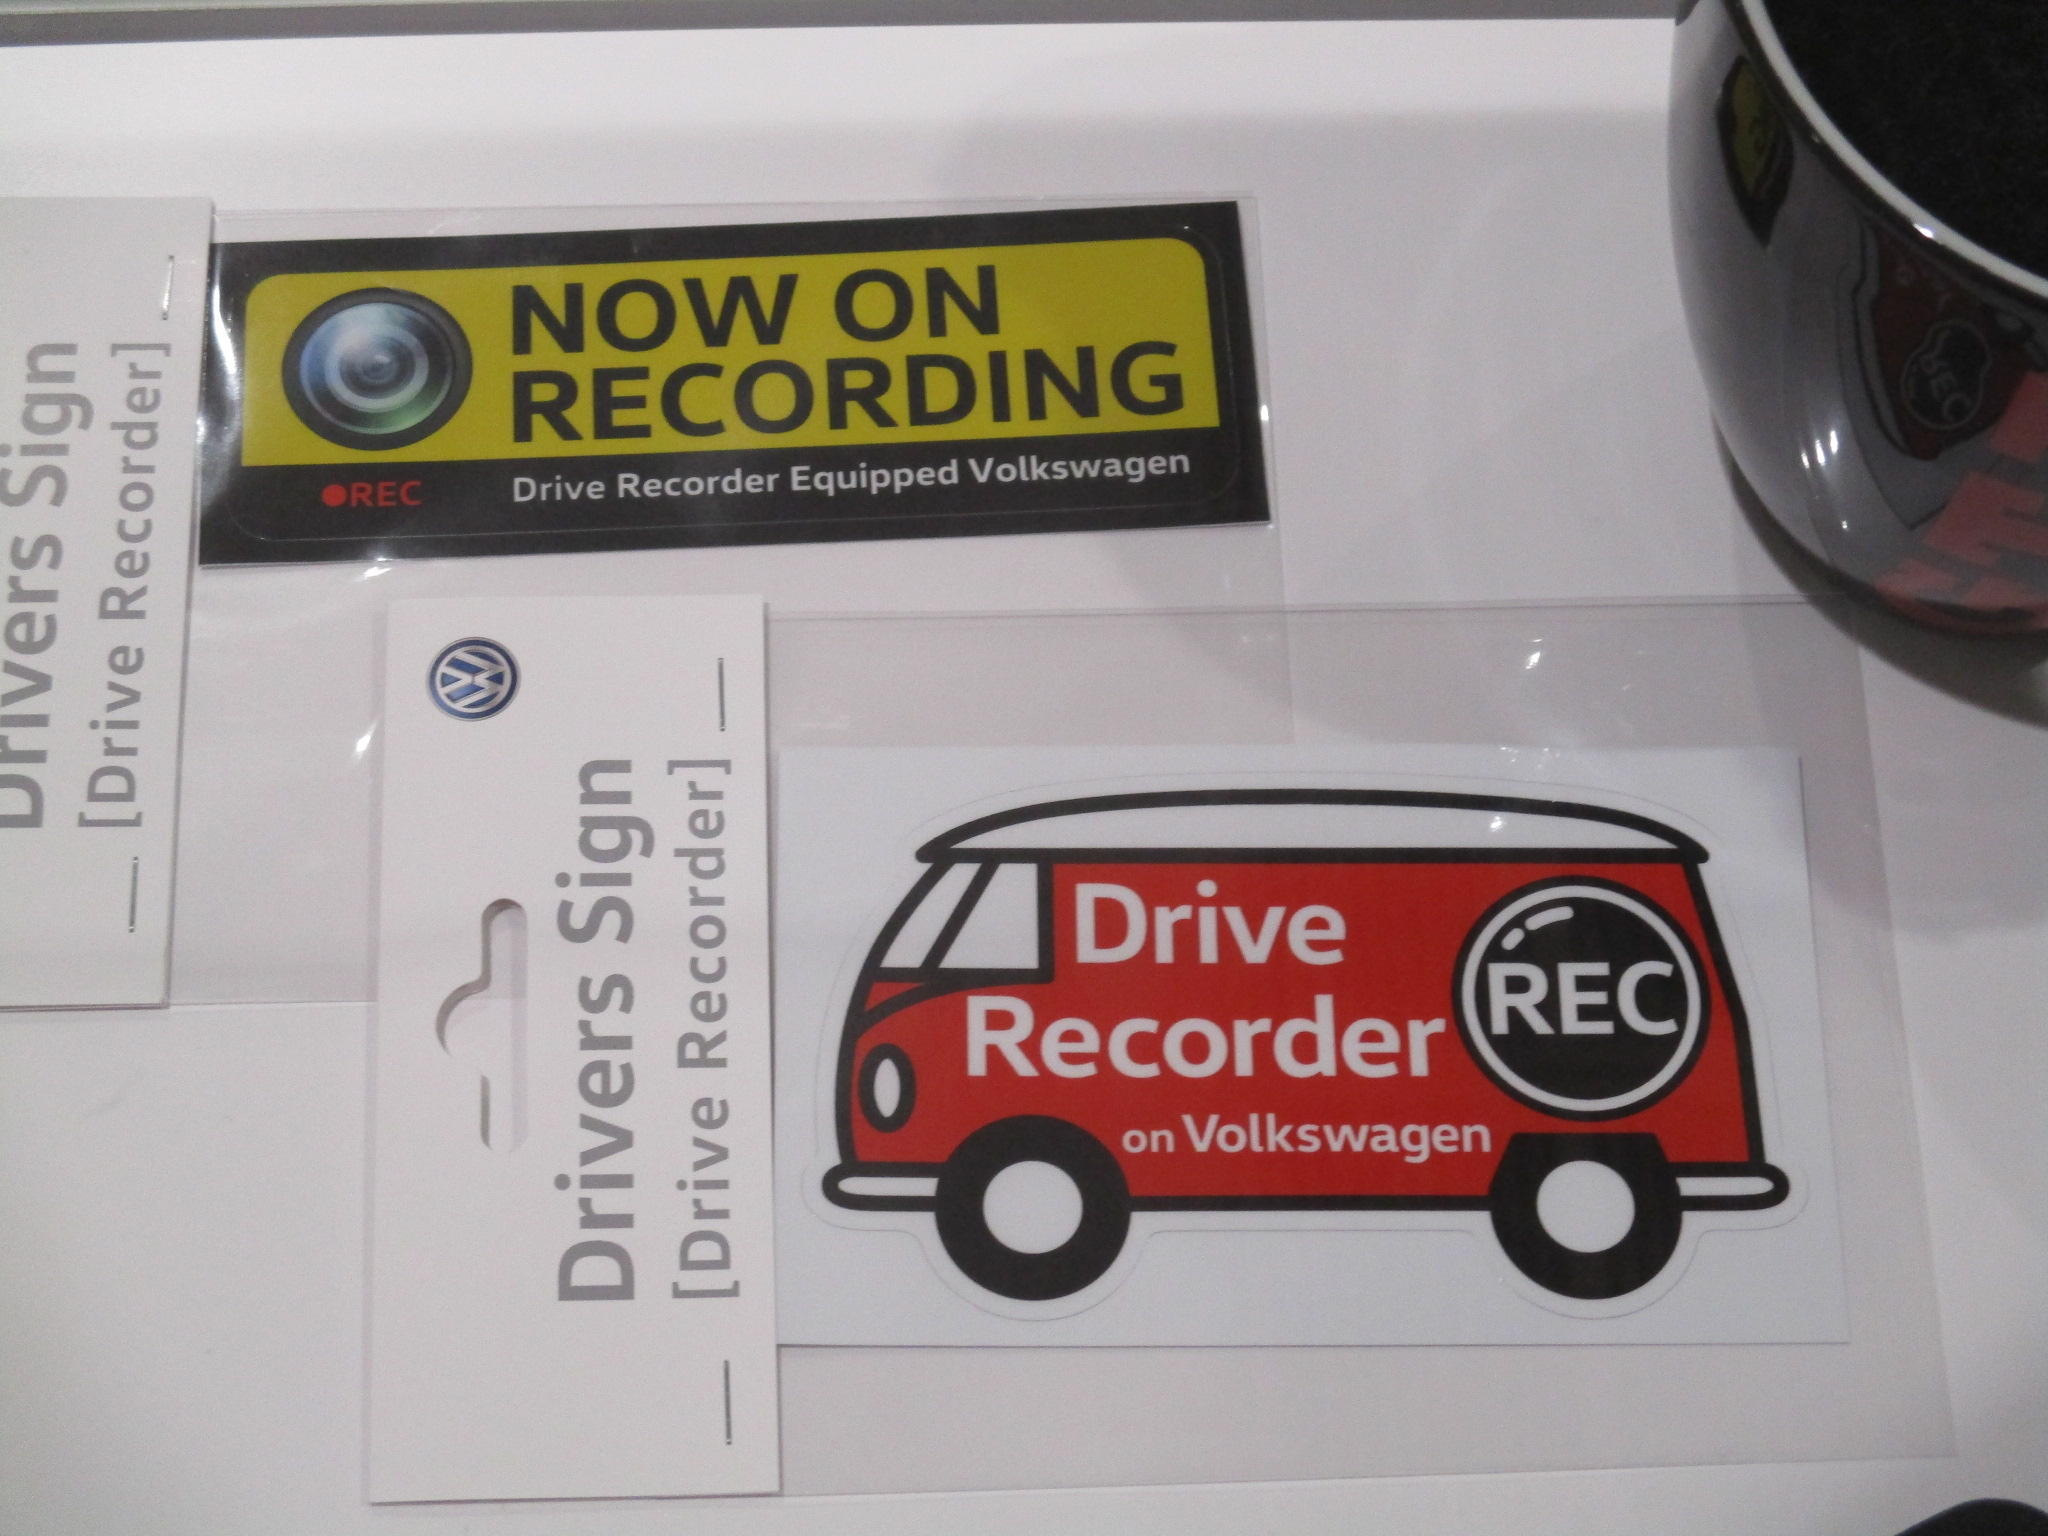 NOW ON
RECORDING
●REC
Drive Recorder Equipped Volkswagen
Drivers Sign
[Drive Recorder]
Drivers Sign
[Drive Recorder]
Drive
Recorder
REC
on Volkswagen